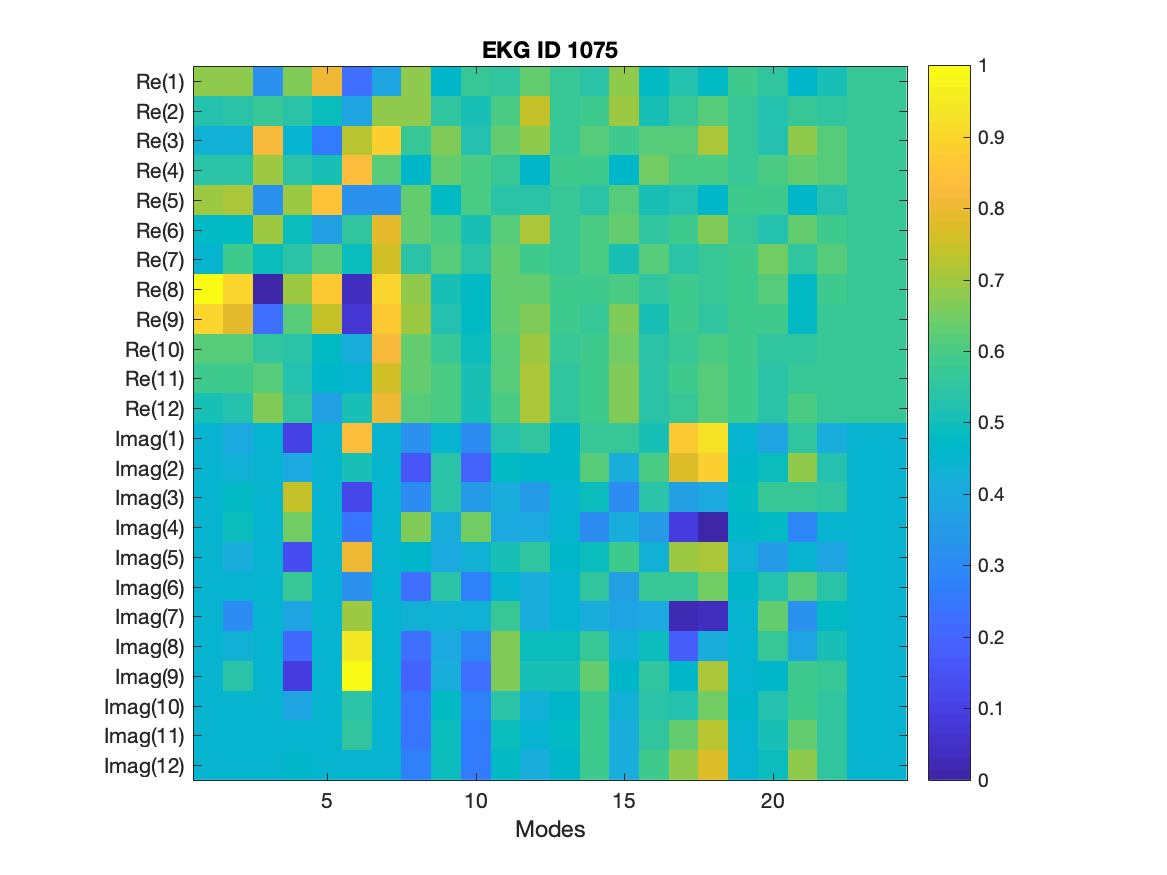 EKG ID 1075
Re(1)
Re(2)
Re(3)
Re(4)
Re(5)
Re(6)
Re(7)
Re(8)
Re(9)
Re(10)
Re(11)
Re(12)
Imag(1)
Imag(2)
Imag(3)
Imag(4)
Imag(5)
Imag(6)
Imag(7)
Imag(8)
Imag(9)
Imag(10)
Imag(11)
Imag(12)
5 10 15 20
Modes
1
0.9
0.8
0.7
0.6
0.5
0.4
0.3
0.2
0.1
0